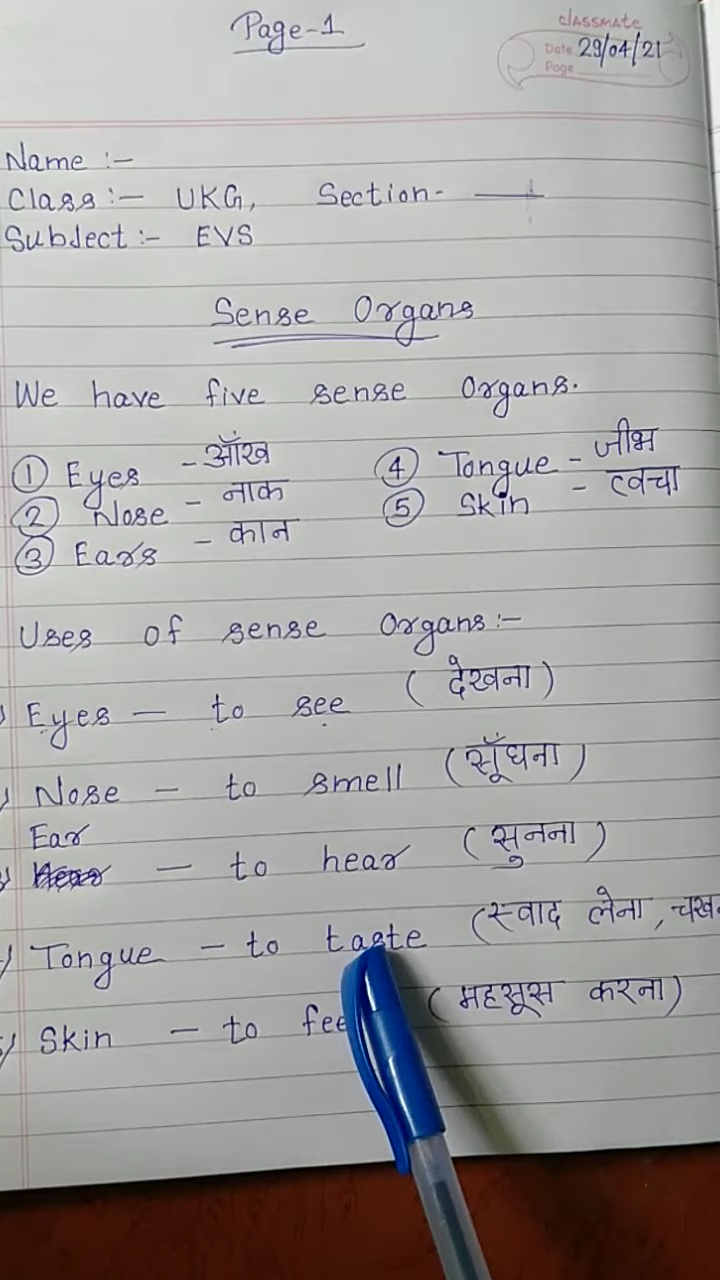 Page-1
classmate
Date 29/04/21
Page
Name :-
Class :- UKG, Section-
Subject :- EVS
Sense Organs
We have five sense Organs.
① Eyes - आँख
② Nose - नाक
③ Ears - कान
④ Tongue - जीभ
⑤ Skin - त्वचा
Uses of sense Organs :-
Eyes - to see (देखना)
Nose - to smell (सूँघना)
Ear - to hear (सुनना)
Tongue - to taste (स्वाद लेना,
Skin - to (महसूस करना)